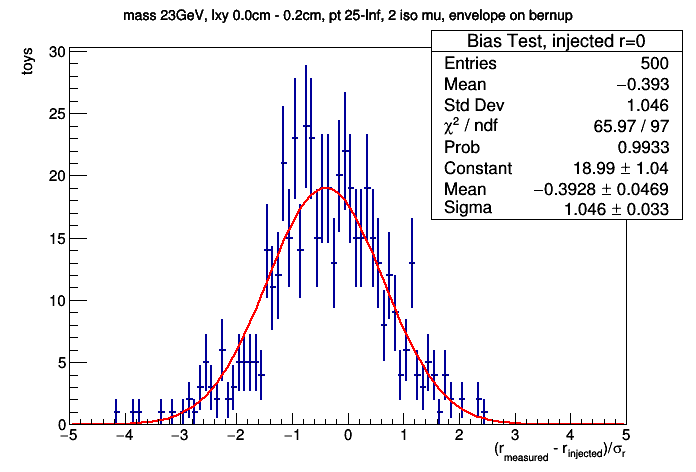 mass 23GeV, lxy 0.0cm - 0.2cm, pt 25-Inf, 2 iso mu, envelope on bernup
toys
Bias Test, injected r=0
Entries 500
Mean −0.393
Std Dev 1.046
χ² / ndf 65.97 / 97
Prob 0.9933
Constant 18.99 ± 1.04
Mean −0.3928 ± 0.0469
Sigma 1.046 ± 0.033
30
25
20
15
10
5
0
−5 −4 −3 −2 −1 0 1 2 3 4 5
(r_measured - r_injected)/σ_r